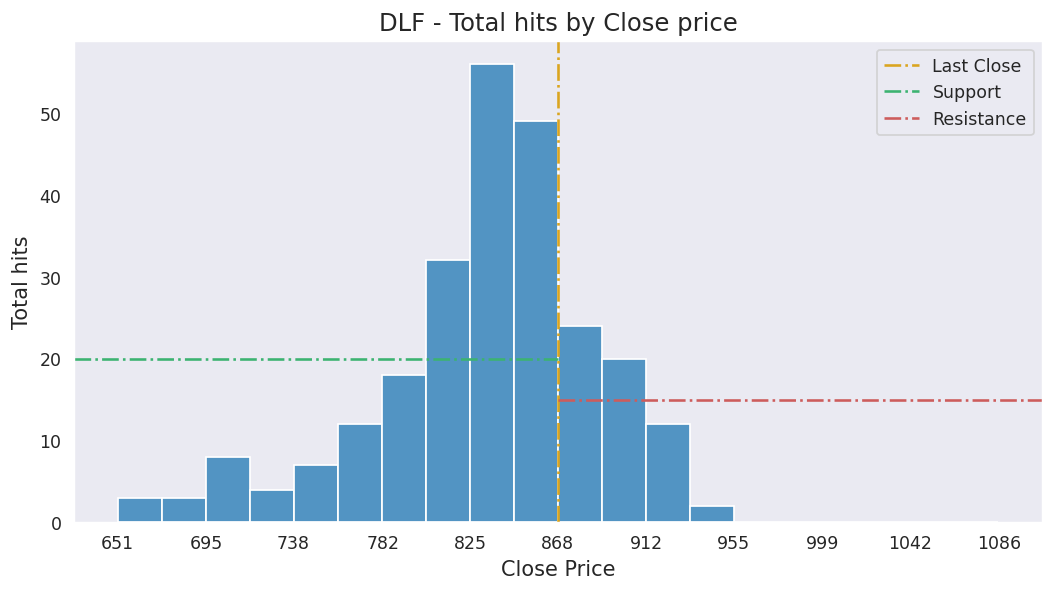 DLF - Total hits by Close price
Last Close
Support
Resistance
Total hits
50
40
30
20
10
0
651 695 738 782 825 868 912 955 999 1042 1086
Close Price